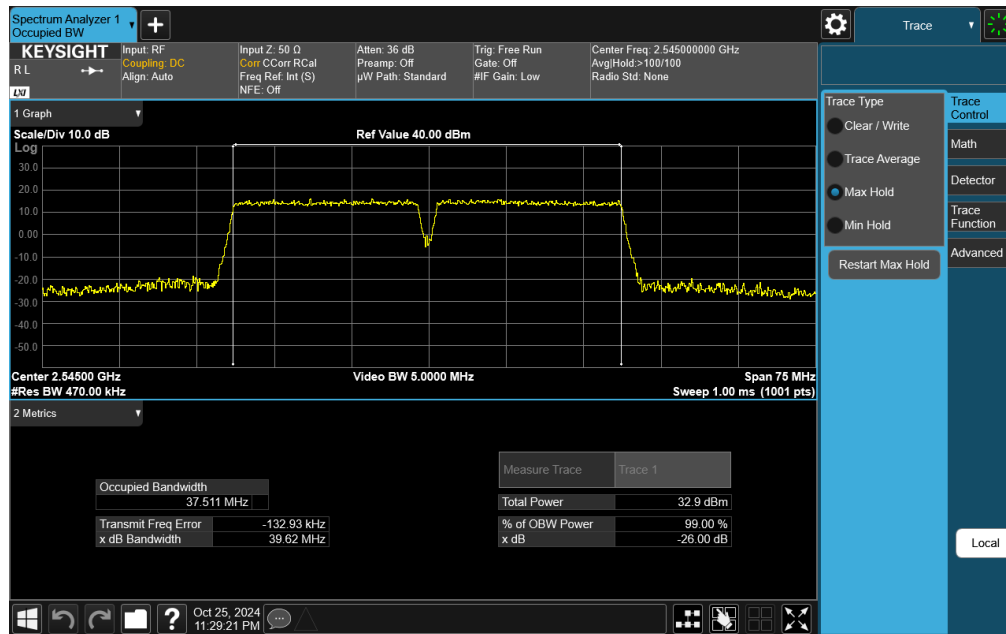 Spectrum Analyzer 1
Occupied BW
Trace
KEYSIGHT
R L
LXI
Input: RF
Coupling: DC
Align: Auto
Input Z: 50 Ω
Corr CCorr RCal
Freq Ref: Int (S)
NFE: Off
Atten: 36 dB
Preamp: Off
µW Path: Standard
Trig: Free Run
Gate: Off
#IF Gain: Low
Center Freq: 2.545000000 GHz
Avg|Hold:>100/100
Radio Std: None
1 Graph
Scale/Div 10.0 dB
Ref Value 40.00 dBm
Log
30.0
20.0
10.0
0.00
-10.0
-20.0
-30.0
-40.0
-50.0
Center 2.54500 GHz
Video BW 5.0000 MHz
Span 75 MHz
#Res BW 470.00 kHz
Sweep 1.00 ms (1001 pts)
2 Metrics
Measure Trace
Trace 1
Occupied Bandwidth
37.511 MHz
Total Power
32.9 dBm
Transmit Freq Error
-132.93 kHz
% of OBW Power
99.00 %
x dB Bandwidth
39.62 MHz
x dB
-26.00 dB
Trace Type
Clear / Write
Trace Average
Max Hold
Min Hold
Restart Max Hold
Trace
Control
Math
Detector
Trace
Function
Advanced
Local
?
Oct 25, 2024
11:29:21 PM